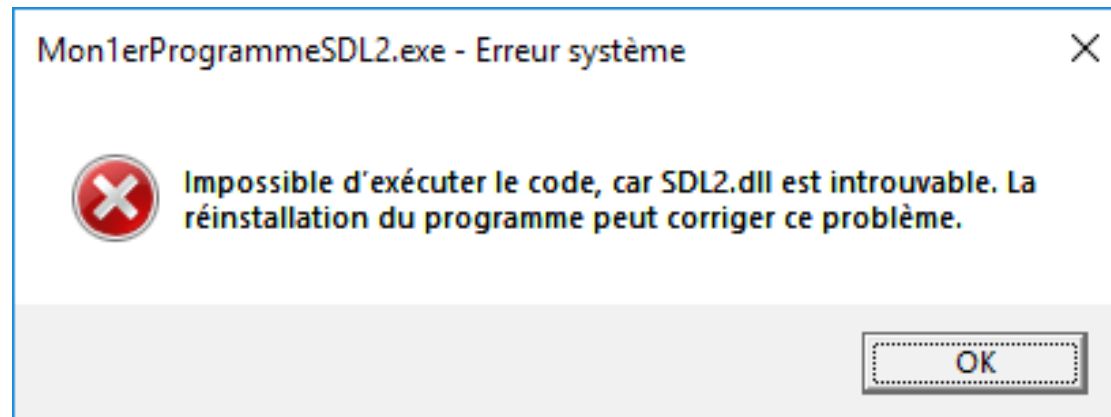 Mon1erProgrammeSDL2.exe - Erreur système
Impossible d'exécuter le code, car SDL2.dll est introuvable. La
réinstallation du programme peut corriger ce problème.
OK